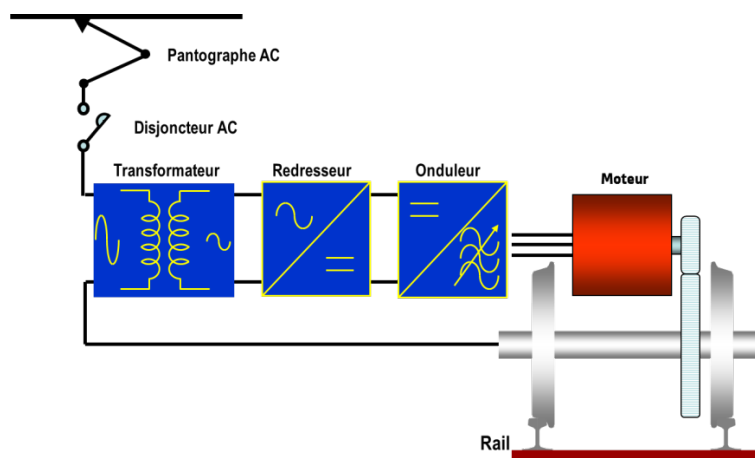 Pantographe AC
Disjoncteur AC
Transformateur
Redresseur
Onduleur
Moteur
Rail